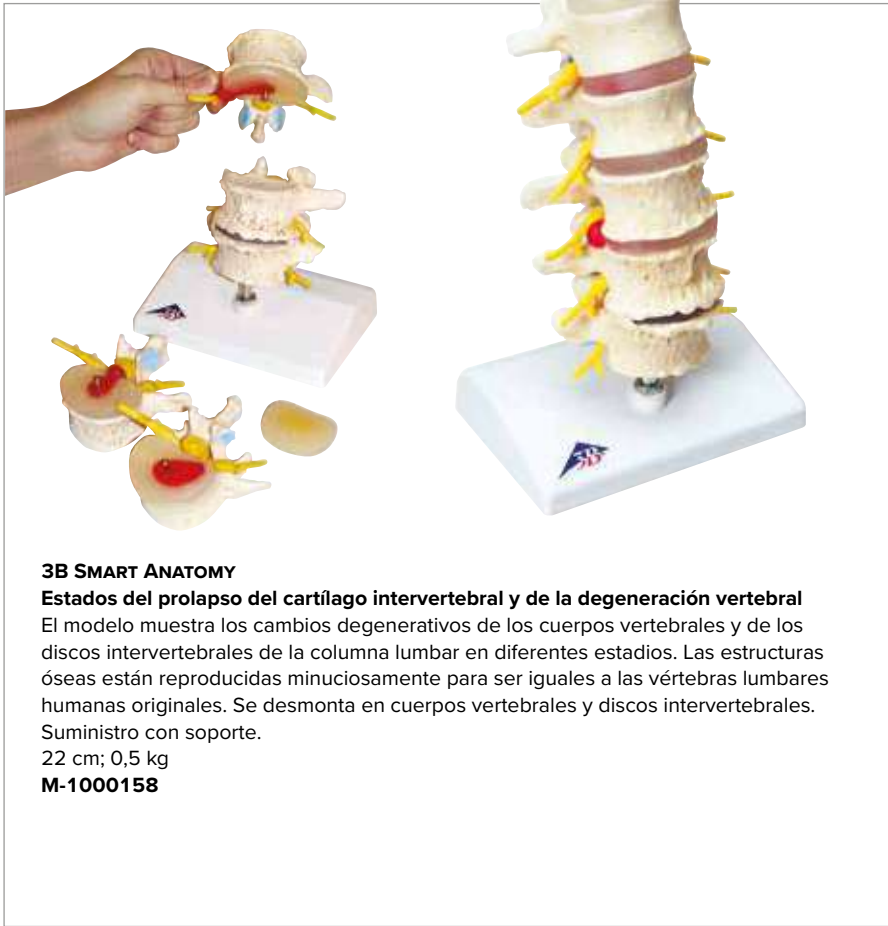 3B
3B SMART ANATOMY
Estados del prolapso del cartílago intervertebral y de la degeneración vertebral
El modelo muestra los cambios degenerativos de los cuerpos vertebrales y de los
discos intervertebrales de la columna lumbar en diferentes estadios. Las estructuras
óseas están reproducidas minuciosamente para ser iguales a las vértebras lumbares
humanas originales. Se desmonta en cuerpos vertebrales y discos intervertebrales.
Suministro con soporte.
22 cm; 0,5 kg
M-1000158